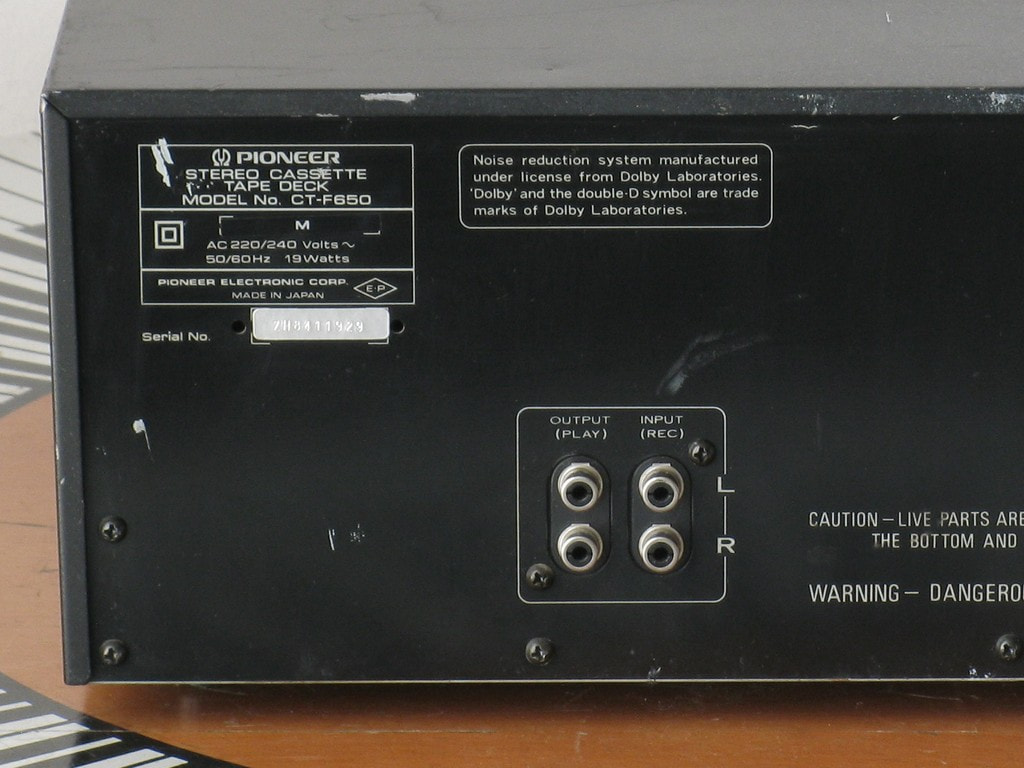 PIONEER
STEREO CASSETTE
TAPE DECK
MODEL No. CT-F650
M
AC 220/240 Volts ~
50/60Hz 19Watts
PIONEER ELECTRONIC CORP.
MADE IN JAPAN
E·P
Serial No.
Noise reduction system manufactured
under license from Dolby Laboratories.
'Dolby' and the double-D symbol are trade
marks of Dolby Laboratories.
OUTPUT
(PLAY)
INPUT
(REC)
L
R
CAUTION – LIVE PARTS ARE
THE BOTTOM AND
WARNING – DANGEROU